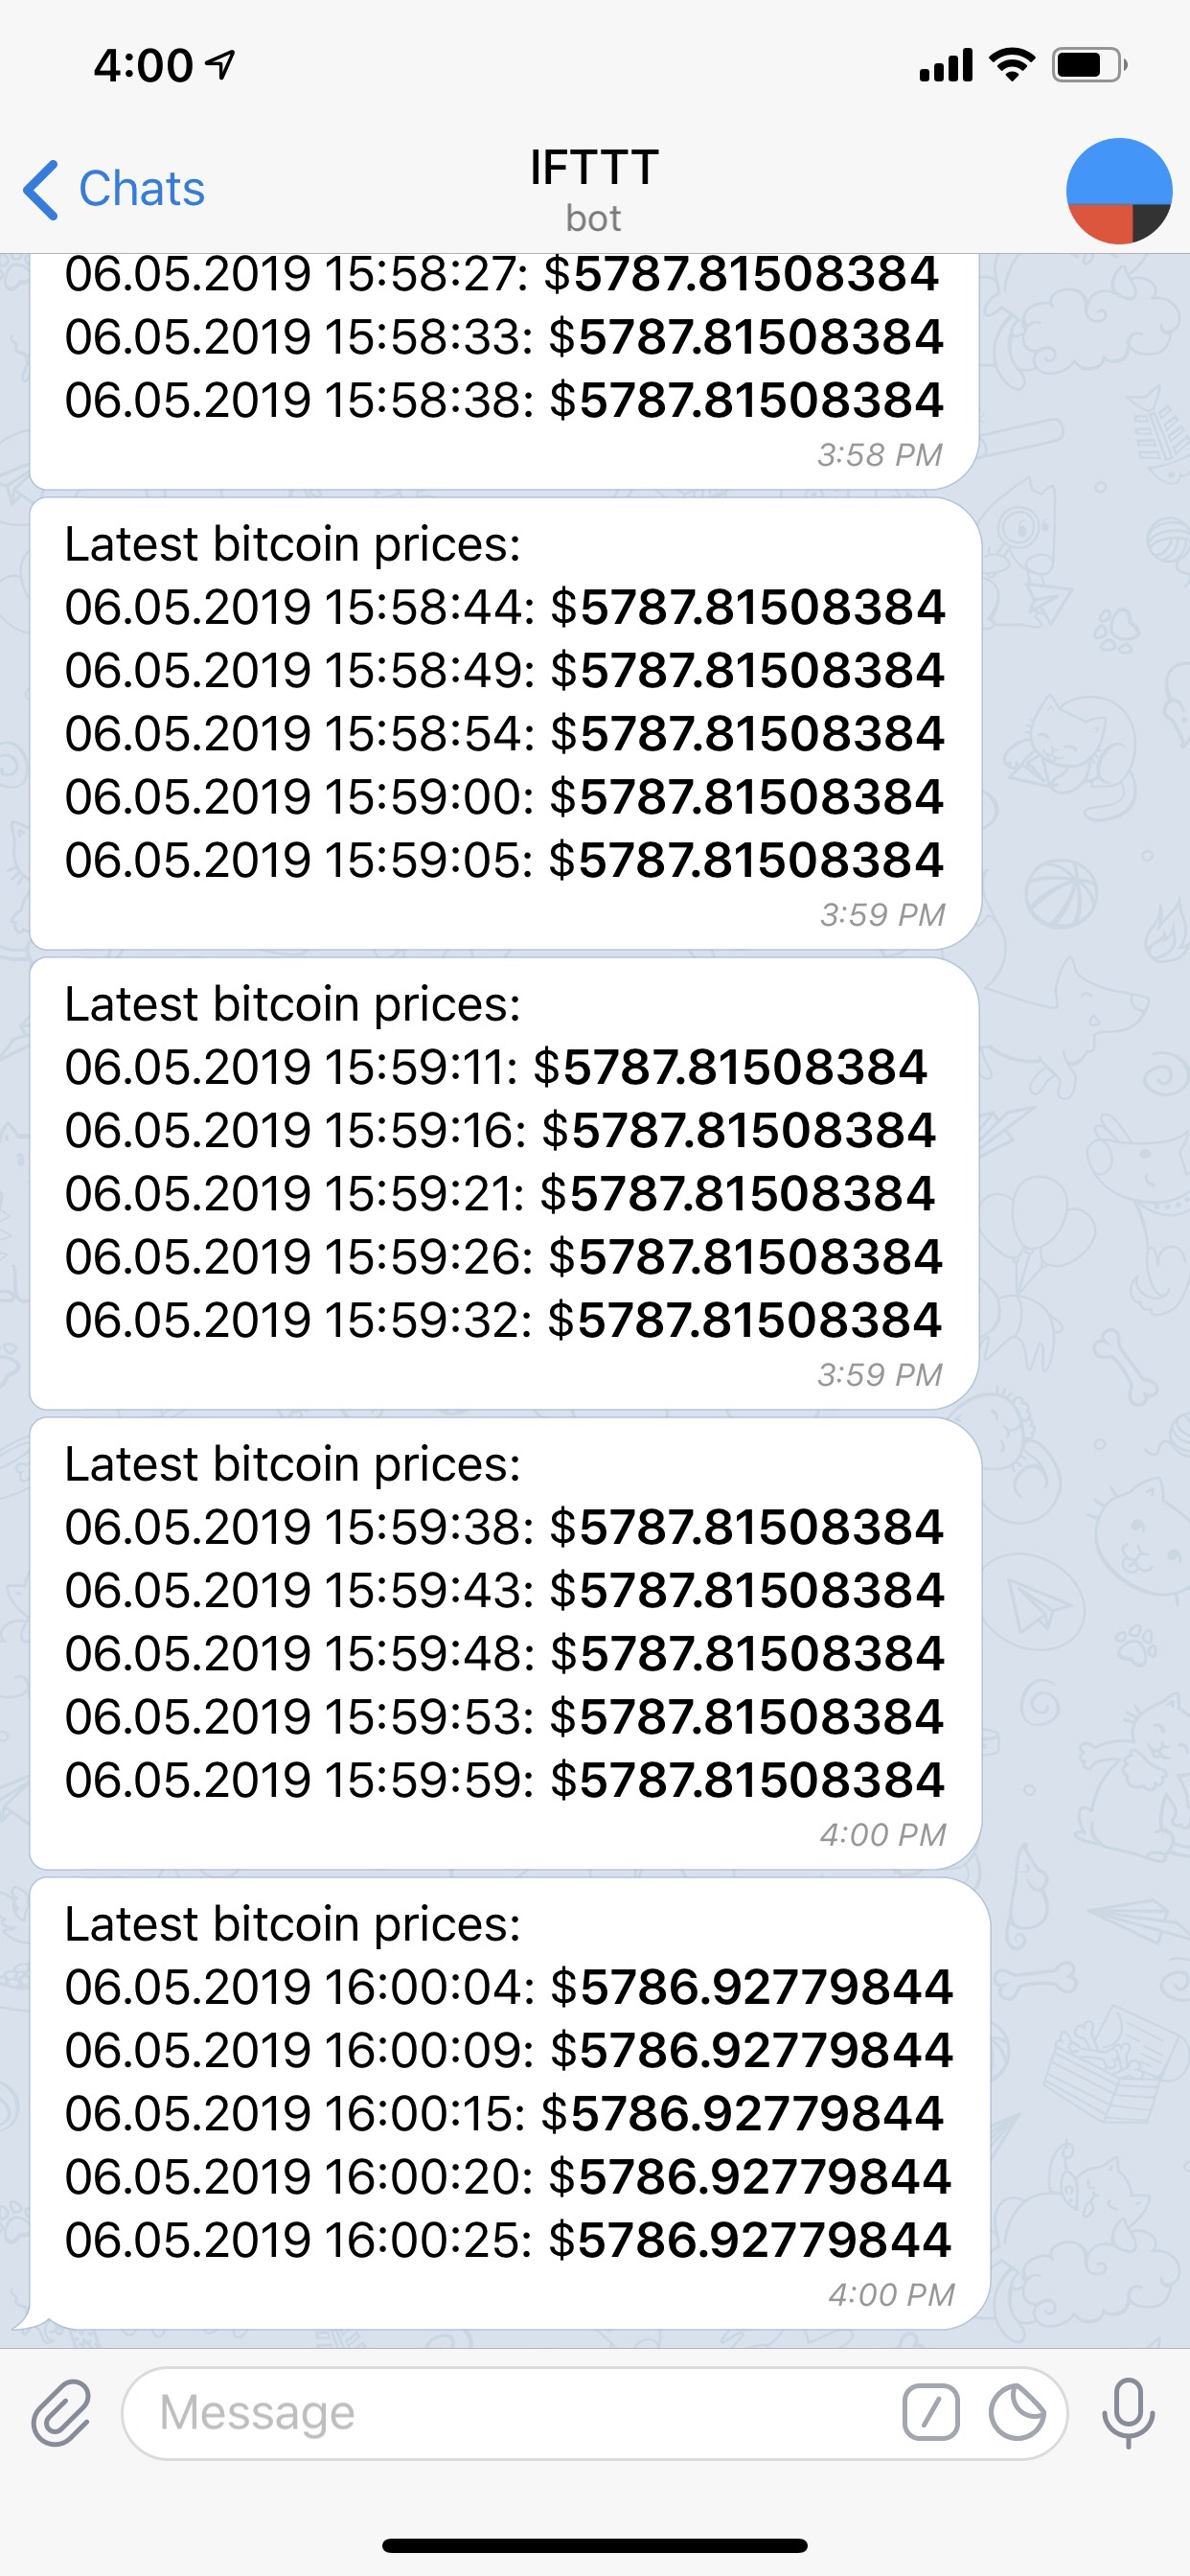 4:00
Chats
IFTTT
bot
06.05.2019 15:58:27: $5787.81508384
06.05.2019 15:58:33: $5787.81508384
06.05.2019 15:58:38: $5787.81508384
3:58 PM
Latest bitcoin prices:
06.05.2019 15:58:44: $5787.81508384
06.05.2019 15:58:49: $5787.81508384
06.05.2019 15:58:54: $5787.81508384
06.05.2019 15:59:00: $5787.81508384
06.05.2019 15:59:05: $5787.81508384
3:59 PM
Latest bitcoin prices:
06.05.2019 15:59:11: $5787.81508384
06.05.2019 15:59:16: $5787.81508384
06.05.2019 15:59:21: $5787.81508384
06.05.2019 15:59:26: $5787.81508384
06.05.2019 15:59:32: $5787.81508384
3:59 PM
Latest bitcoin prices:
06.05.2019 15:59:38: $5787.81508384
06.05.2019 15:59:43: $5787.81508384
06.05.2019 15:59:48: $5787.81508384
06.05.2019 15:59:53: $5787.81508384
06.05.2019 15:59:59: $5787.81508384
4:00 PM
Latest bitcoin prices:
06.05.2019 16:00:04: $5786.92779844
06.05.2019 16:00:09: $5786.92779844
06.05.2019 16:00:15: $5786.92779844
06.05.2019 16:00:20: $5786.92779844
06.05.2019 16:00:25: $5786.92779844
4:00 PM
Message